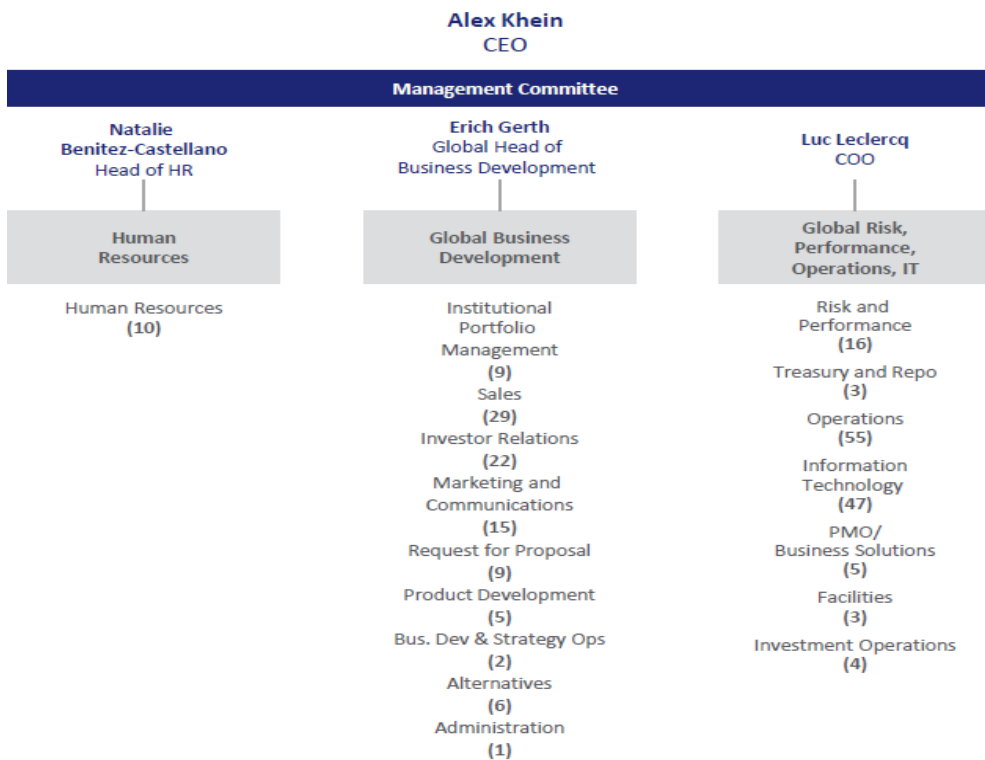 Alex Khein
CEO
Management Committee
Natalie
Benitez-Castellano
Head of HR
Human
Resources
Human Resources
(10)
Erich Gerth
Global Head of
Business Development
Global Business
Development
Institutional
Portfolio
Management
(9)
Sales
(29)
Investor Relations
(22)
Marketing and
Communications
(15)
Request for Proposal
(9)
Product Development
(5)
Bus. Dev & Strategy Ops
(2)
Alternatives
(6)
Administration
(1)
Luc Leclercq
COO
Global Risk,
Performance,
Operations, IT
Risk and
Performance
(16)
Treasury and Repo
(3)
Operations
(55)
Information
Technology
(47)
PMO/
Business Solutions
(5)
Facilities
(3)
Investment Operations
(4)